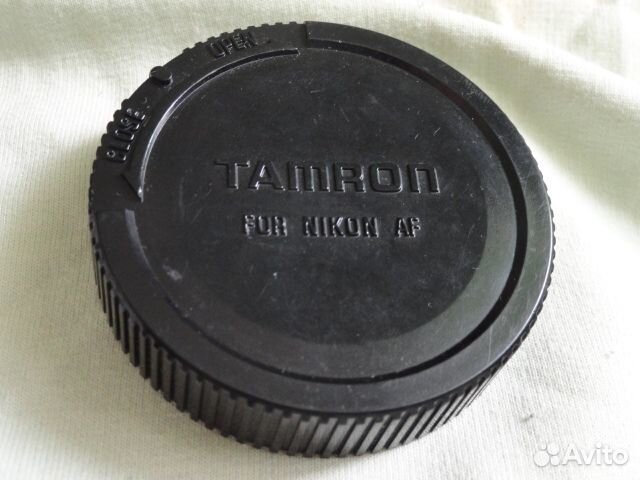 OPEN
CLOSE
TAMRON
FOR NIKON AF
Avito